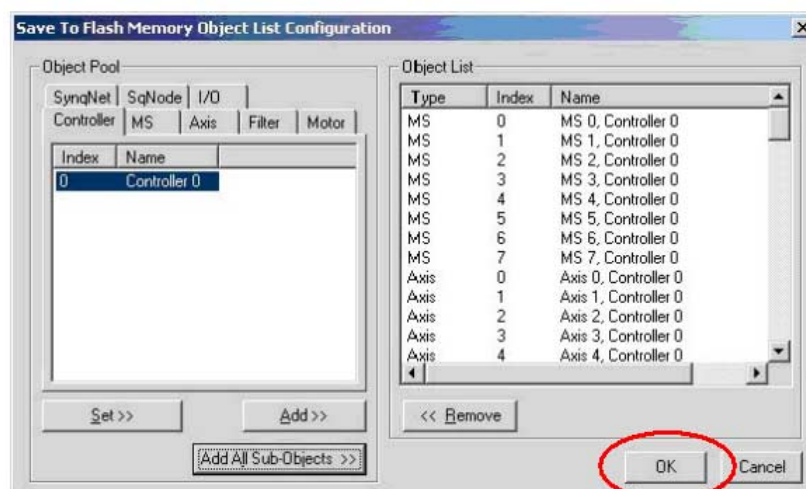 Save To Flash Memory Object List Configuration
Object Pool
SynqNet SqNode I/O
Controller MS Axis Filter Motor
Index Name
0 Controller 0
Set >>
Add >>
Add All Sub-Objects >>
Object List
Type Index Name
MS 0 MS 0, Controller 0
MS 1 MS 1, Controller 0
MS 2 MS 2, Controller 0
MS 3 MS 3, Controller 0
MS 4 MS 4, Controller 0
MS 5 MS 5, Controller 0
MS 6 MS 6, Controller 0
MS 7 MS 7, Controller 0
Axis 0 Axis 0, Controller 0
Axis 1 Axis 1, Controller 0
Axis 2 Axis 2, Controller 0
Axis 3 Axis 3, Controller 0
Axis 4 Axis 4, Controller 0
<< Remove
OK
Cancel